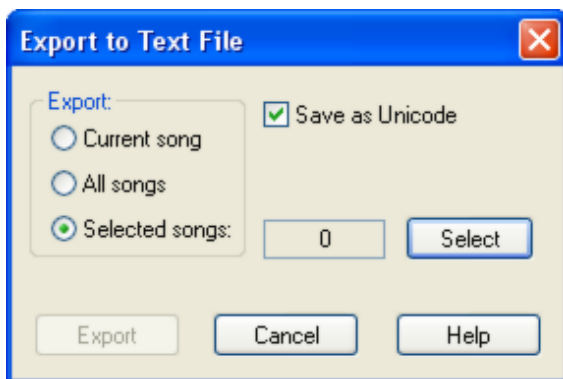 Export to Text File
Export:
Current song
Save as Unicode
All songs
Selected songs:
0
Select
Export
Cancel
Help